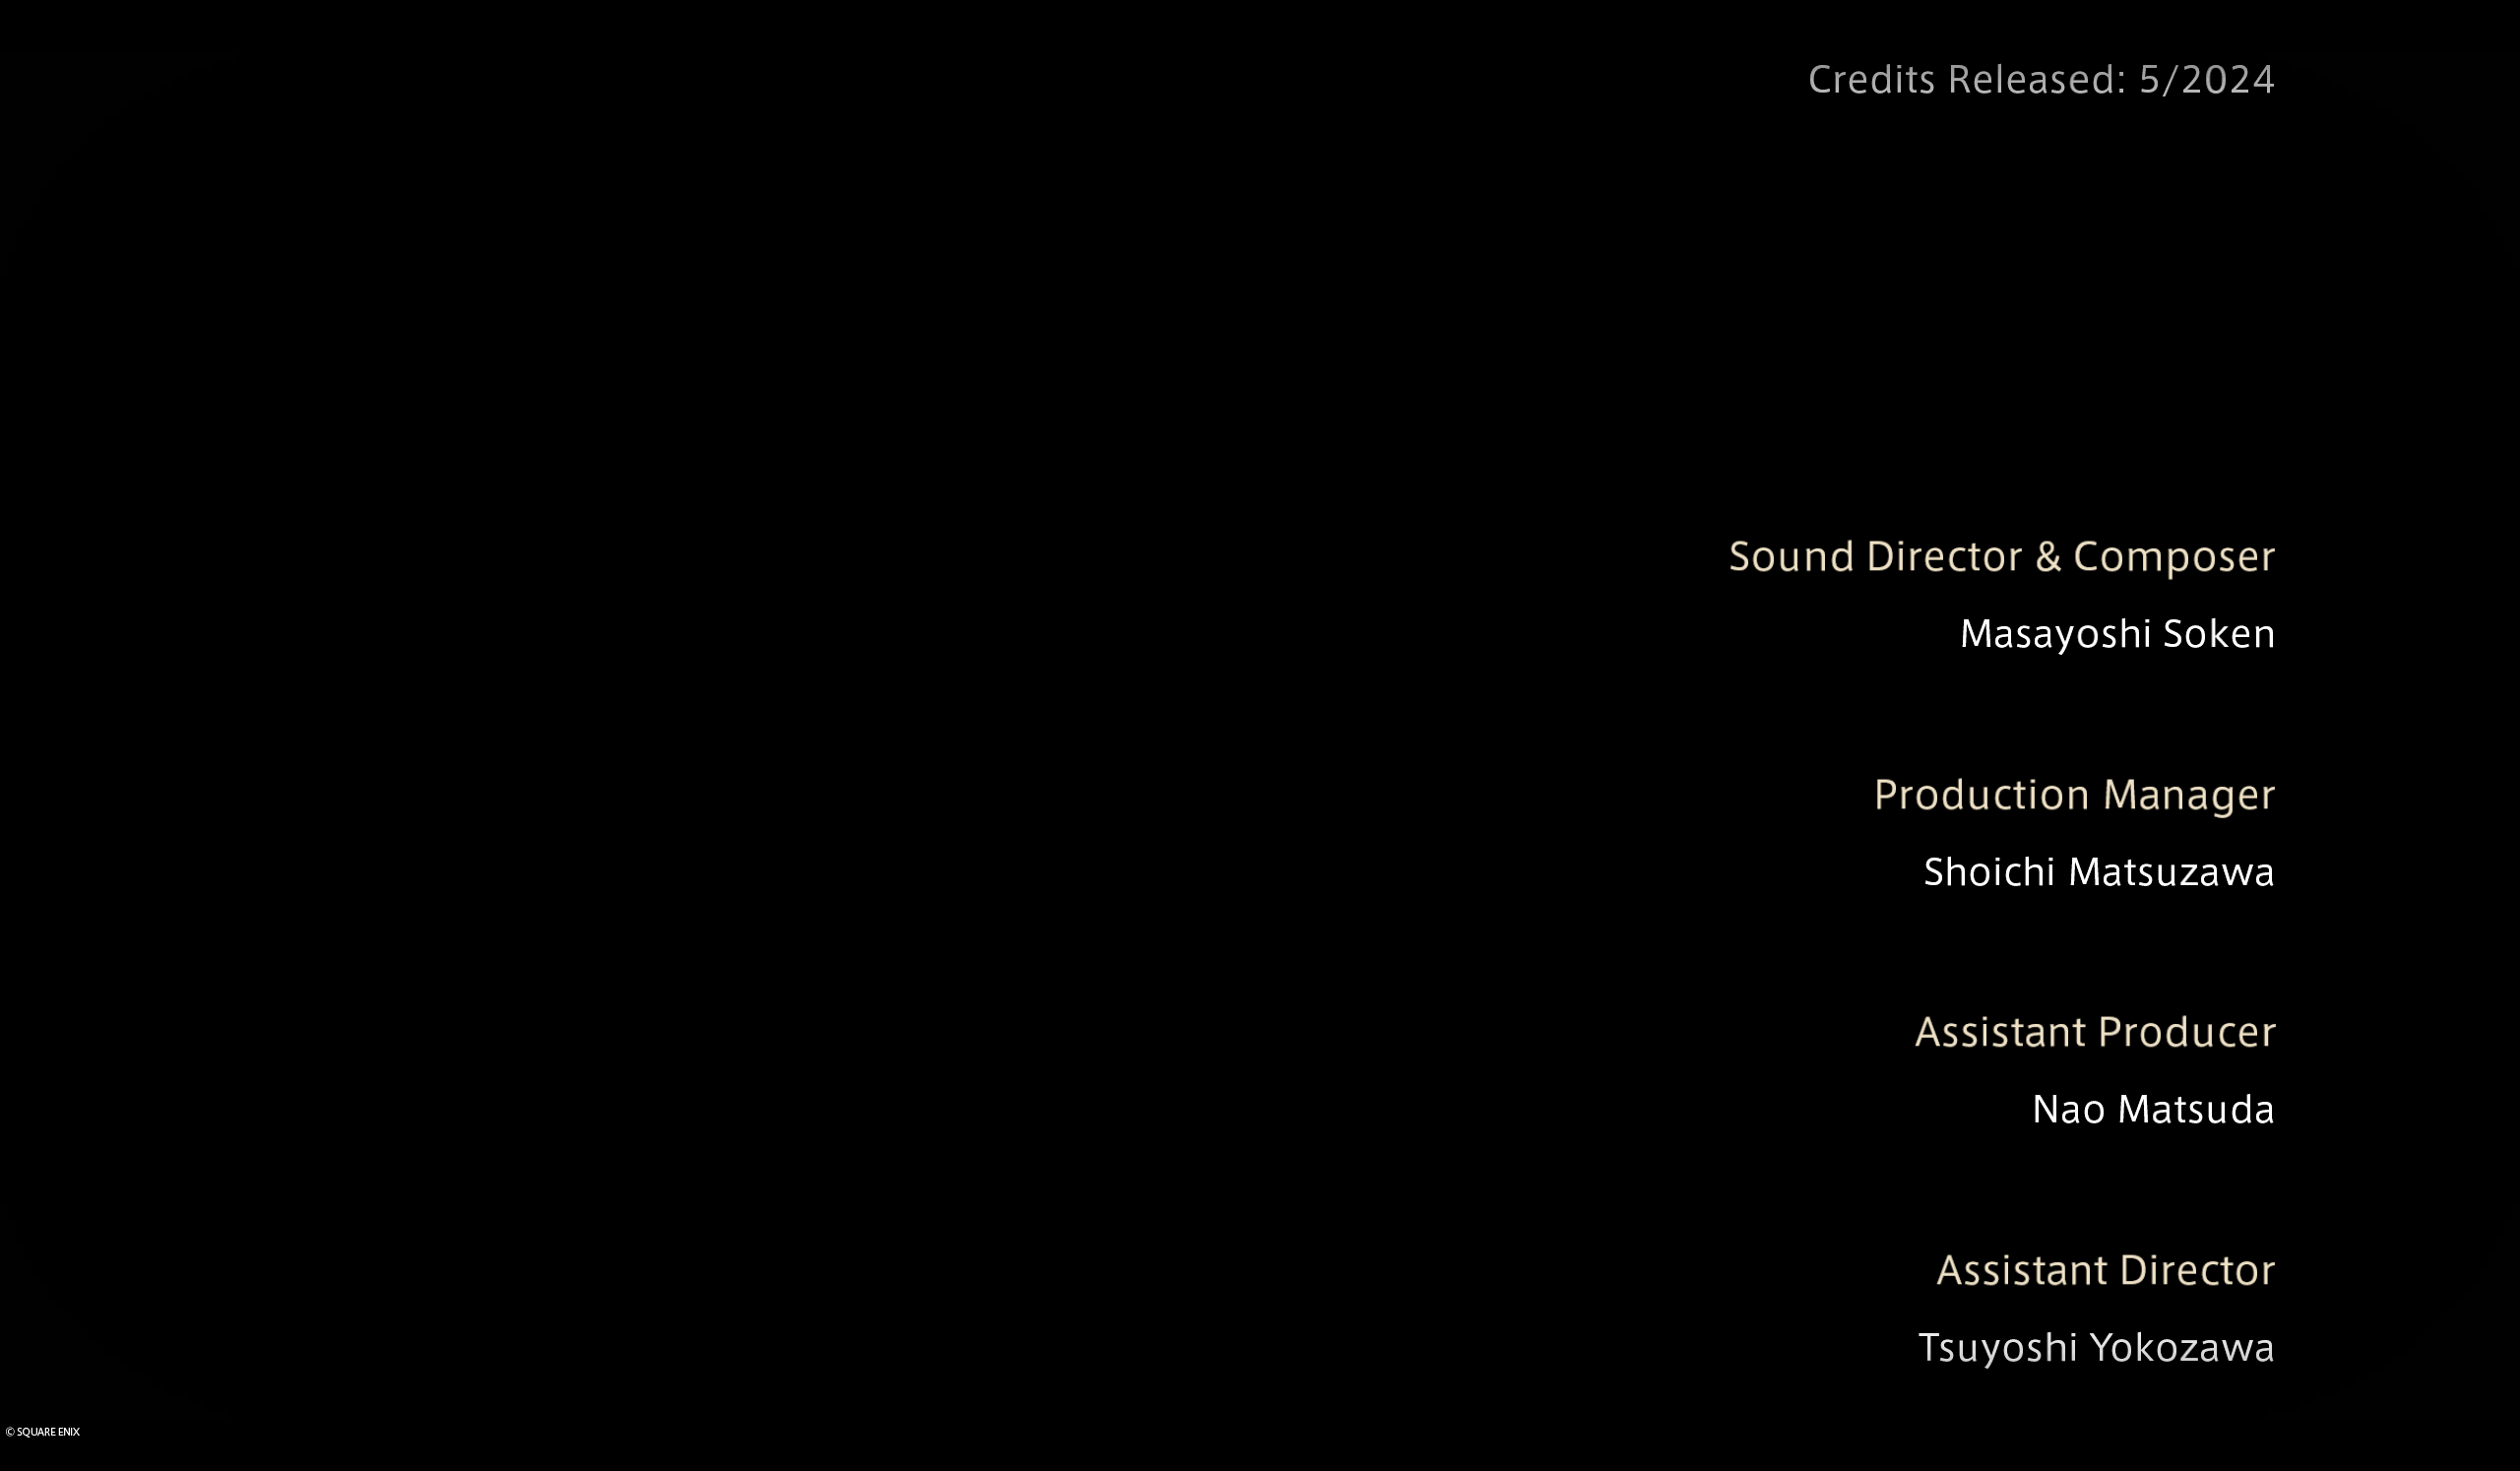 Credits Released: 5/2024
Sound Director & Composer
Masayoshi Soken
Production Manager
Shoichi Matsuzawa
Assistant Producer
Nao Matsuda
Assistant Director
Tsuyoshi Yokozawa
© SQUARE ENIX